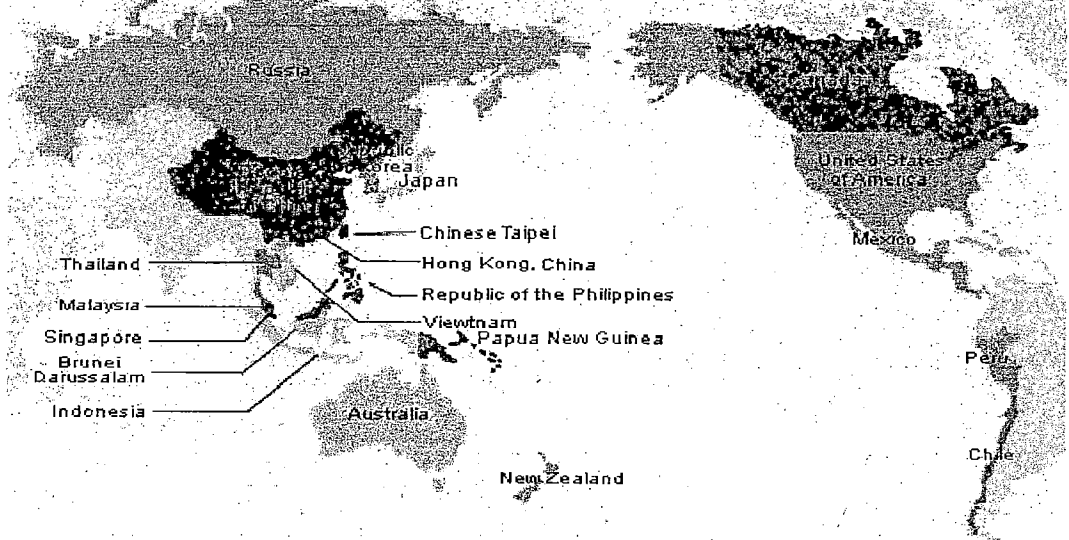 Russia
Japan
Chinese Taipei
Hong Kong, China
Republic of the Philippines
Viewtnam
Papua New Guinea
Thailand
Malaysia
Singapore
Brunei
Darussalam
Indonesia
Australia
New Zealand
United States
of America
Mexico
Peru
Chile